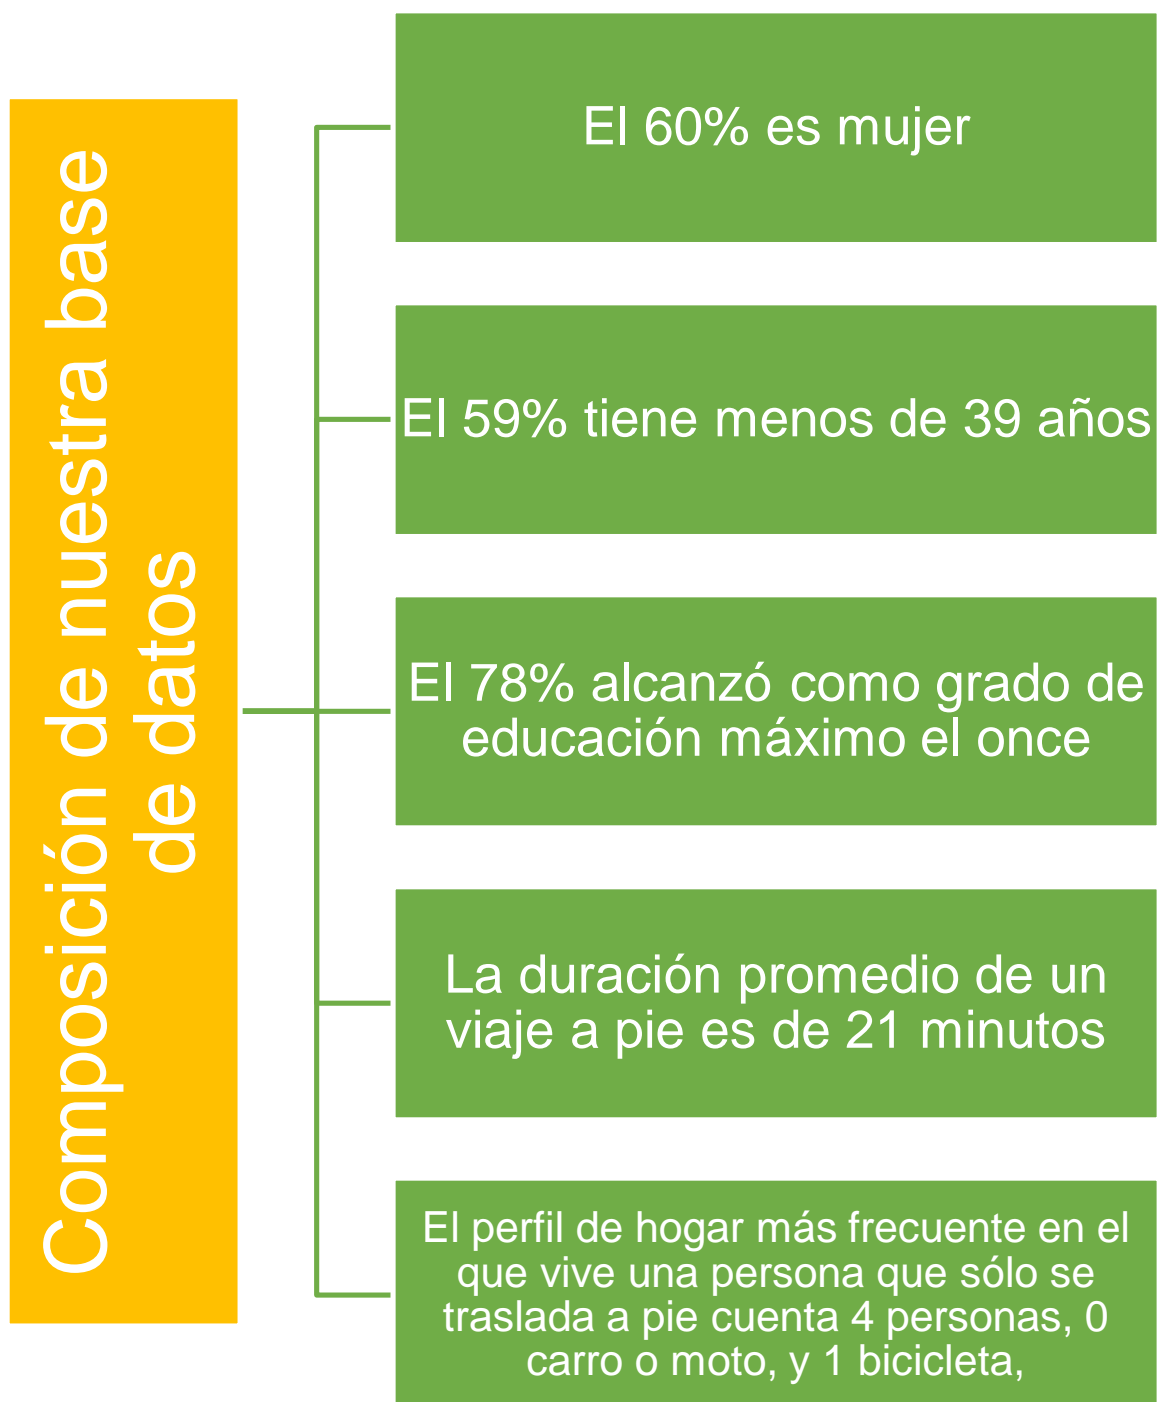 Composición de nuestra base
de datos
El 60% es mujer
El 59% tiene menos de 39 años
El 78% alcanzó como grado de
educación máximo el once
La duración promedio de un
viaje a pie es de 21 minutos
El perfil de hogar más frecuente en el
que vive una persona que sólo se
traslada a pie cuenta 4 personas, 0
carro o moto, y 1 bicicleta,